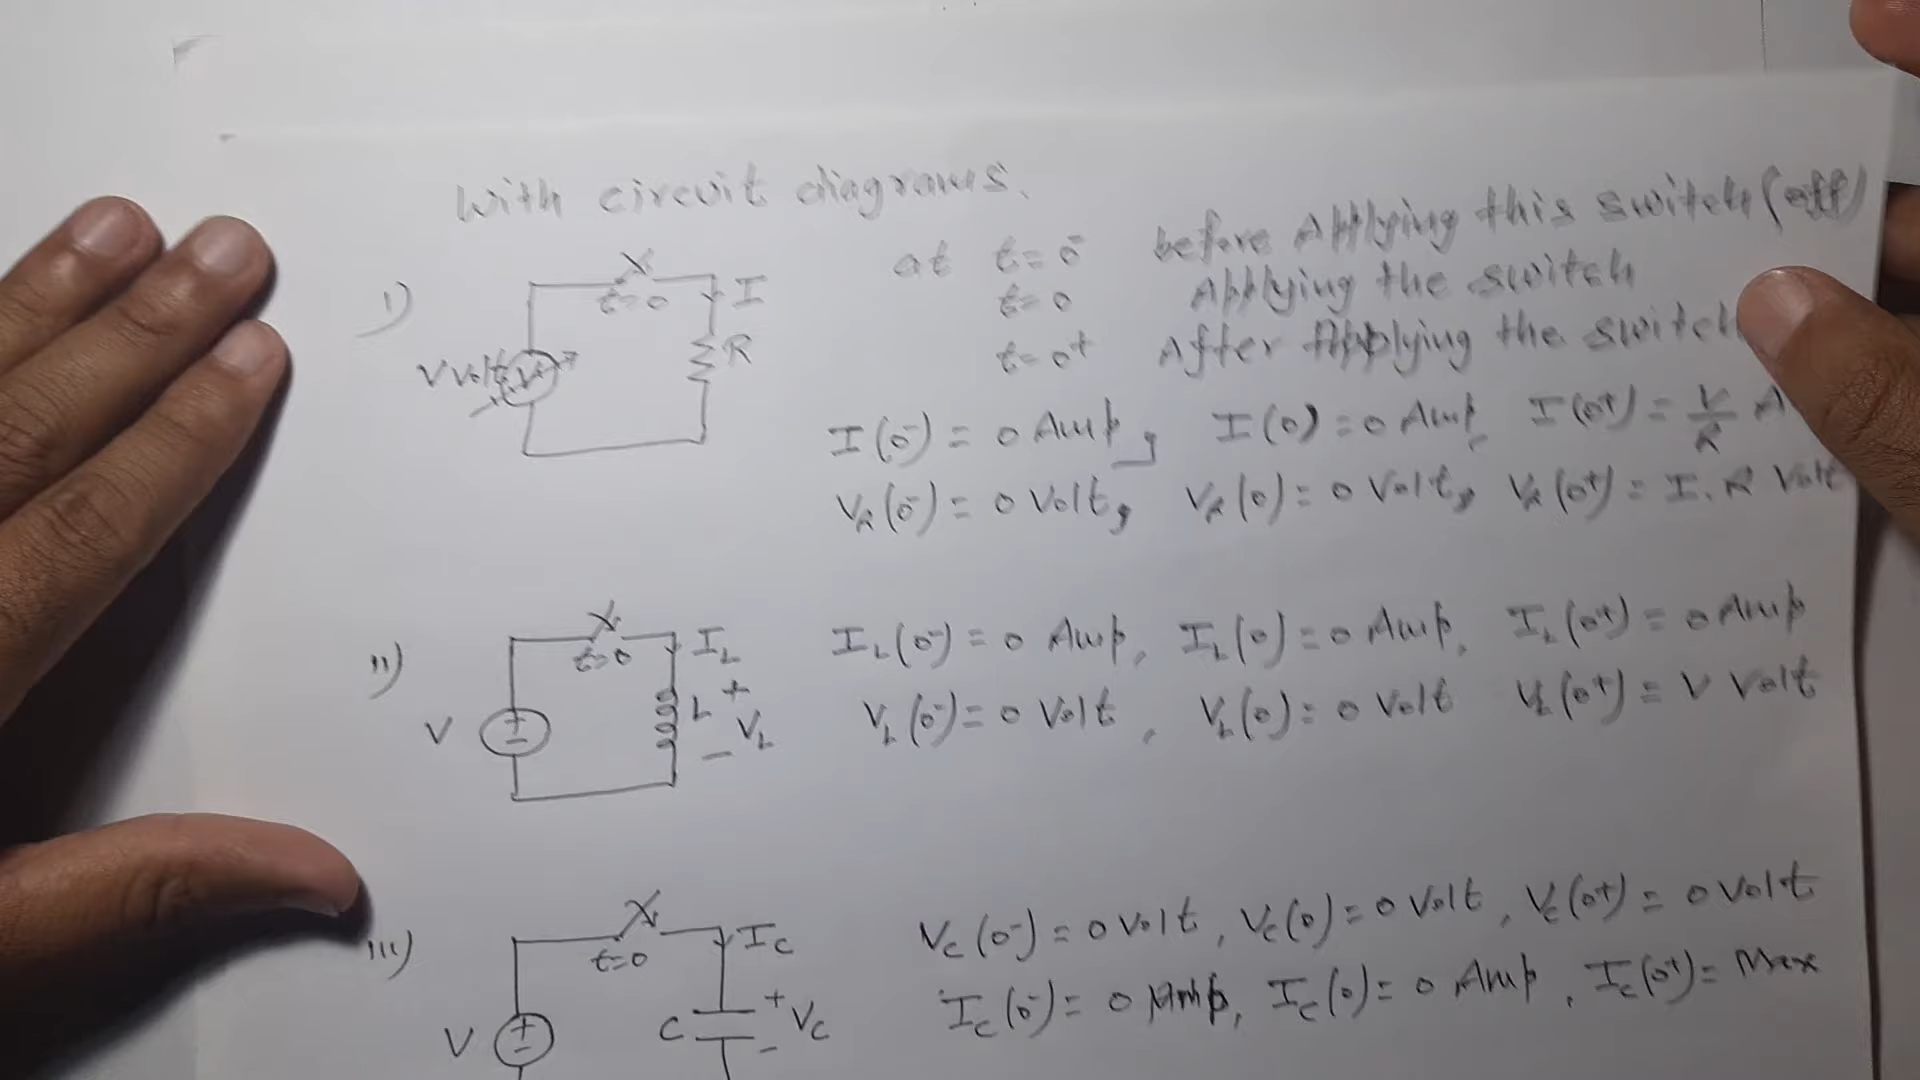 With circuit diagrams.
at t=0⁻ before Applying this switch (off)
t=0 Applying the switch
t=0⁺ After Applying the switch
i)
t=0
I
R
V Volt
V
I(0⁻) = 0 Amp, I(0) = 0 Amp, I(0⁺) = V/R A
V_R(0⁻) = 0 Volt, V_R(0) = 0 Volt, V_R(0⁺) = I.R Volt
ii)
t=0
I_L
V
+
-
L
+
V_L
-
I_L(0⁻) = 0 Amp, I_L(0) = 0 Amp, I_L(0⁺) = 0 Amp
V_L(0⁻) = 0 Volt, V_L(0) = 0 Volt V_L(0⁺) = V Volt
iii)
t=0
I_C
V
+
-
C
+
V_C
-
V_C(0⁻) = 0 Volt, V_C(0) = 0 Volt, V_C(0⁺) = 0 Volt
I_C(0⁻) = 0 Amp, I_C(0) = 0 Amp, I_C(0⁺) = Max